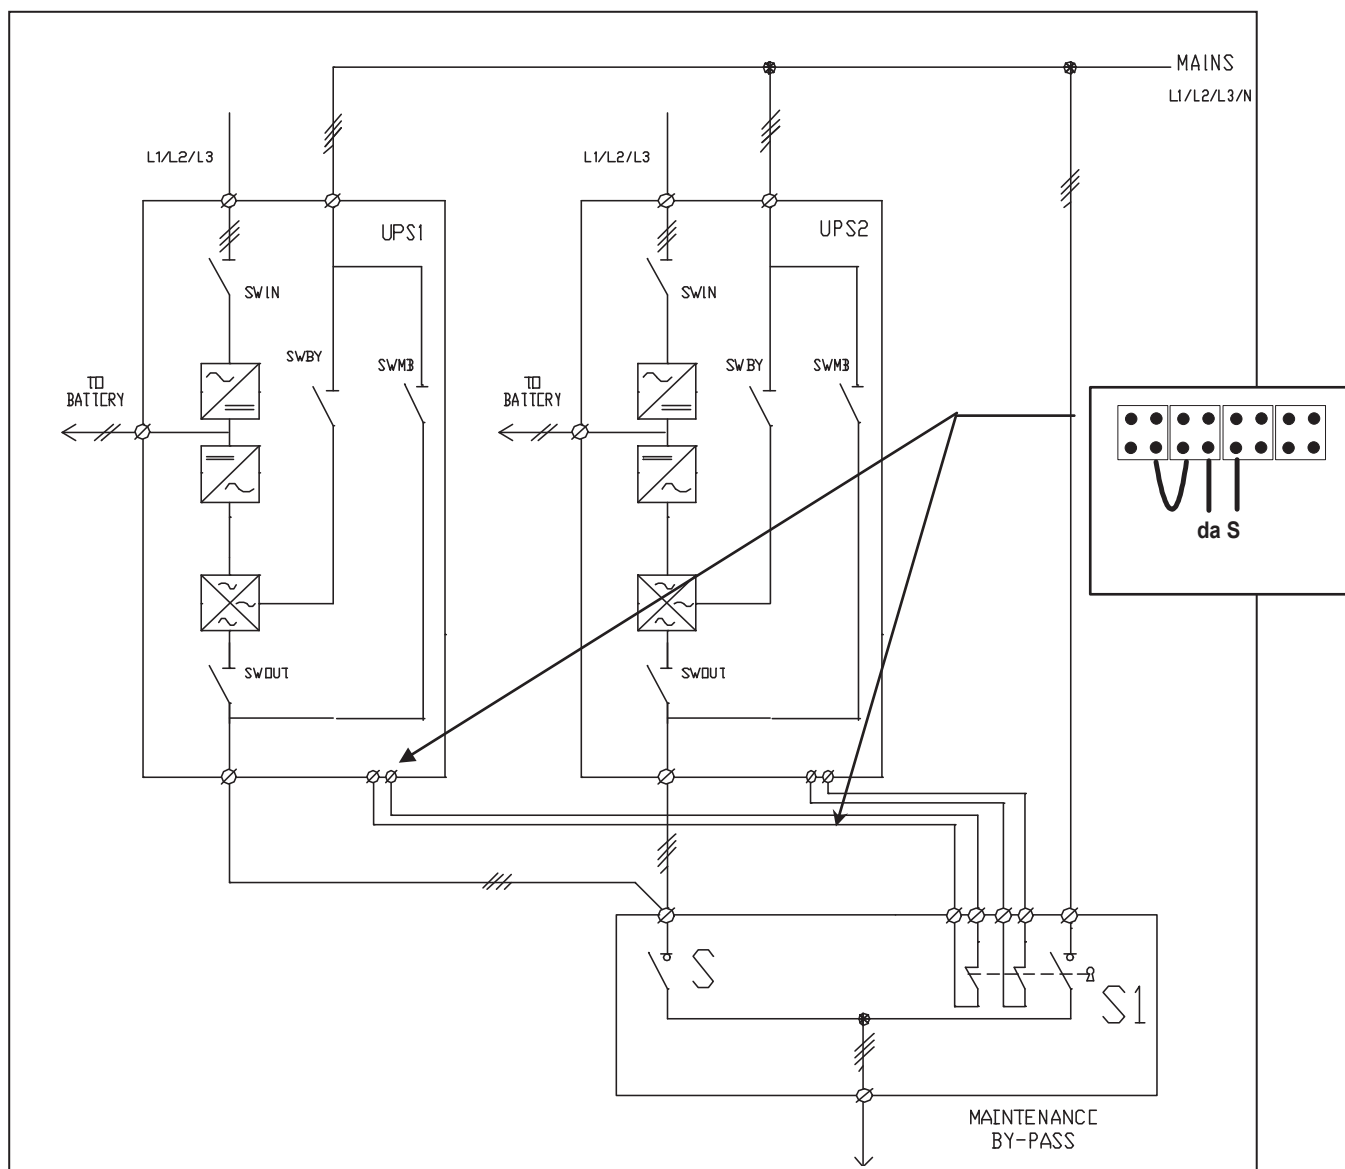 MAINS
L1/L2/L3/N
L1/L2/L3
L1/L2/L3
UPS1
UPS2
SWIN
SWIN
SWBY
SWMB
SWBY
SWMB
TO
BATTERY
TO
BATTERY
da S
SWOUT
SWOUT
S
S1
MAINTENANCE
BY-PASS